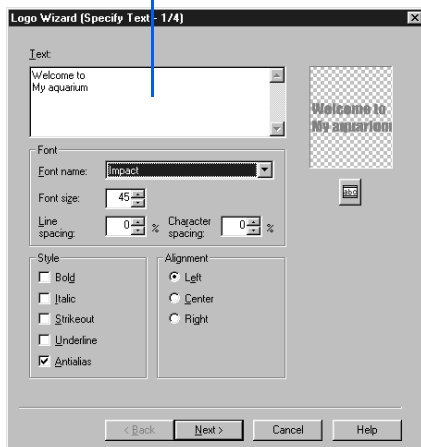 Logo Wizard (Specify Text - 1/4)
Text:
Welcome to
My aquarium
Welcome to
My aquarium
Font
Font name: Impact
abc
Font size: 45
Line spacing: 0 % Character spacing: 0 %
Style
Alignment
Bold
Left
Italic
Center
Strikeout
Right
Underline
Antialias
< Back Next > Cancel Help